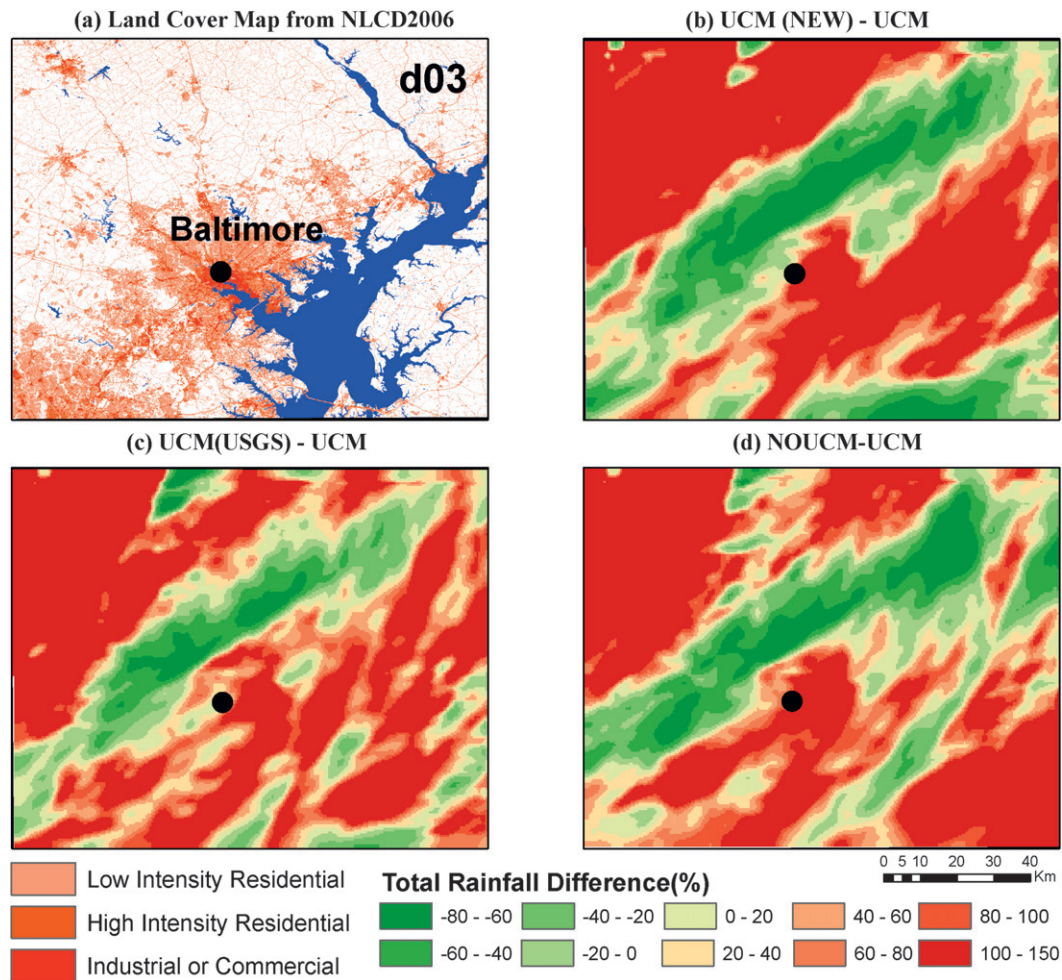 (a) Land Cover Map from NLCD2006
(b) UCM (NEW) - UCM
d03
Baltimore
(c) UCM(USGS) - UCM
(d) NOUCM-UCM
0 5 10 20 30 40
Km
Low Intensity Residential
High Intensity Residential
Industrial or Commercial
Total Rainfall Difference(%)
-80 - -60
-40 - -20
0 - 20
40 - 60
80 - 100
-60 - -40
-20 - 0
20 - 40
60 - 80
100 - 150